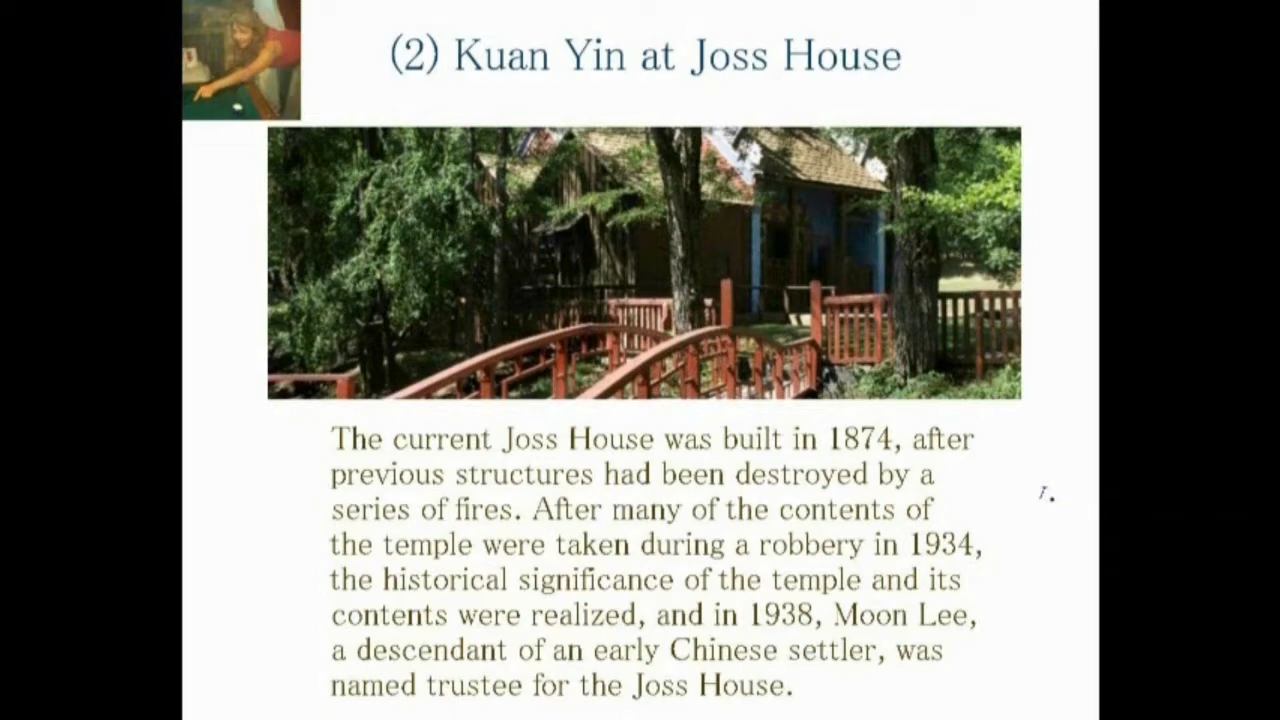 (2) Kuan Yin at Joss House
The current Joss House was built in 1874, after
previous structures had been destroyed by a
series of fires. After many of the contents of
the temple were taken during a robbery in 1934,
the historical significance of the temple and its
contents were realized, and in 1938, Moon Lee,
a descendant of an early Chinese settler, was
named trustee for the Joss House.